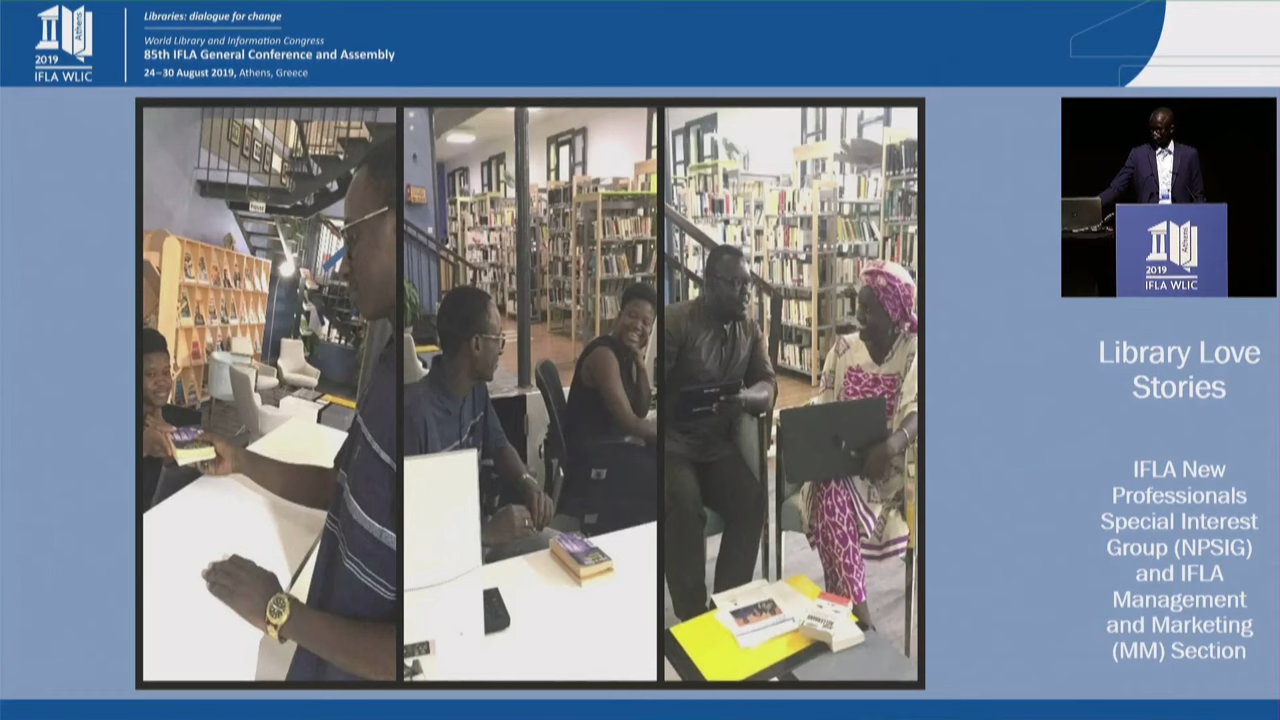 Libraries: dialogue for change
Athens
World Library and Information Congress
85th IFLA General Conference and Assembly
2019
IFLA WLIC
24–30 August 2019, Athens, Greece
Athens
2019
IFLA WLIC
Library Love
Stories
IFLA New
Professionals
Special Interest
Group (NPSIG)
and IFLA
Management
and Marketing
(MM) Section